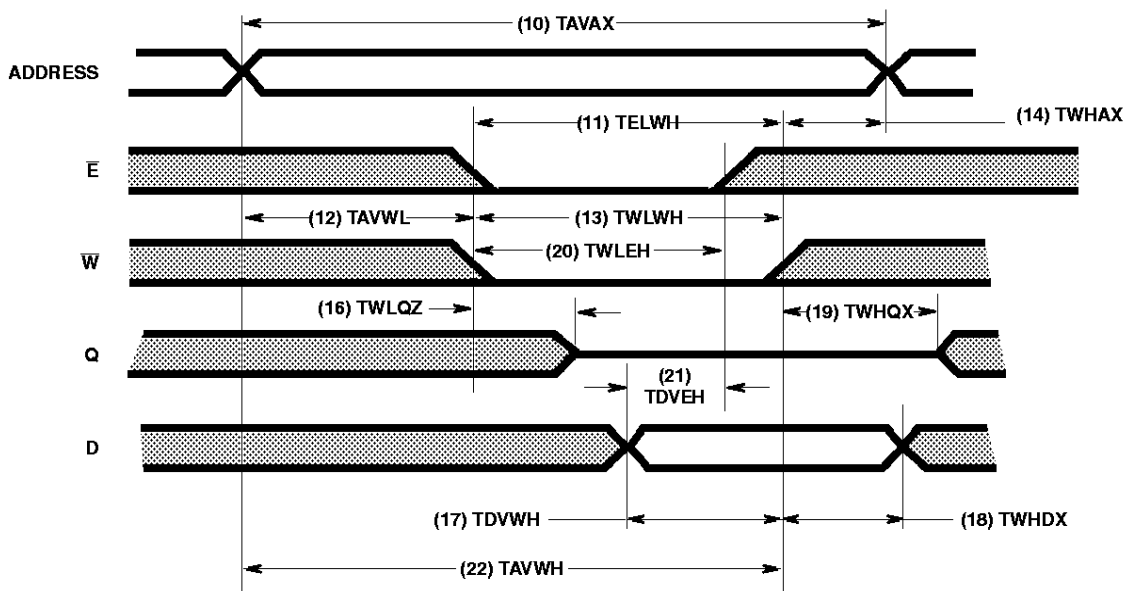 (10) TAVAX
ADDRESS
(11) TELWH
(14) TWHAX
E̅
(12) TAVWL
(13) TWLWH
(20) TWLEH
W̅
(16) TWLQZ
(19) TWHQX
Q
(21)
TDVEH
D
(17) TDVWH
(18) TWHDX
(22) TAVWH